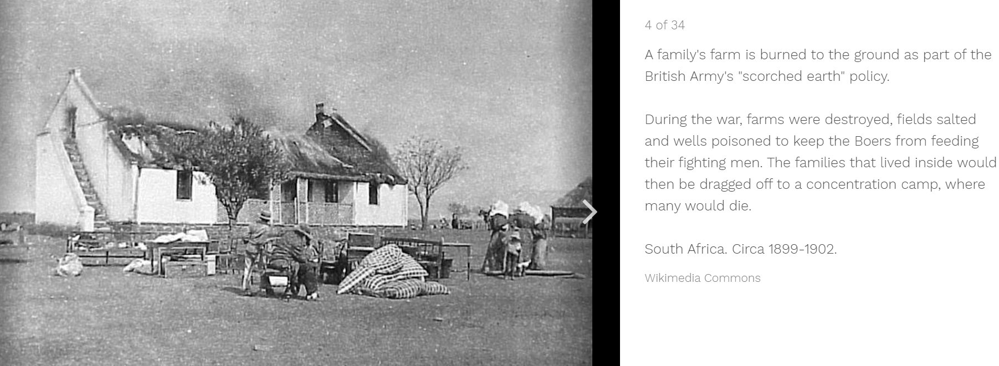 4 of 34
A family's farm is burned to the ground as part of the
British Army's "scorched earth" policy.
During the war, farms were destroyed, fields salted
and wells poisoned to keep the Boers from feeding
their fighting men. The families that lived inside would
then be dragged off to a concentration camp, where
many would die.
South Africa. Circa 1899-1902.
Wikimedia Commons